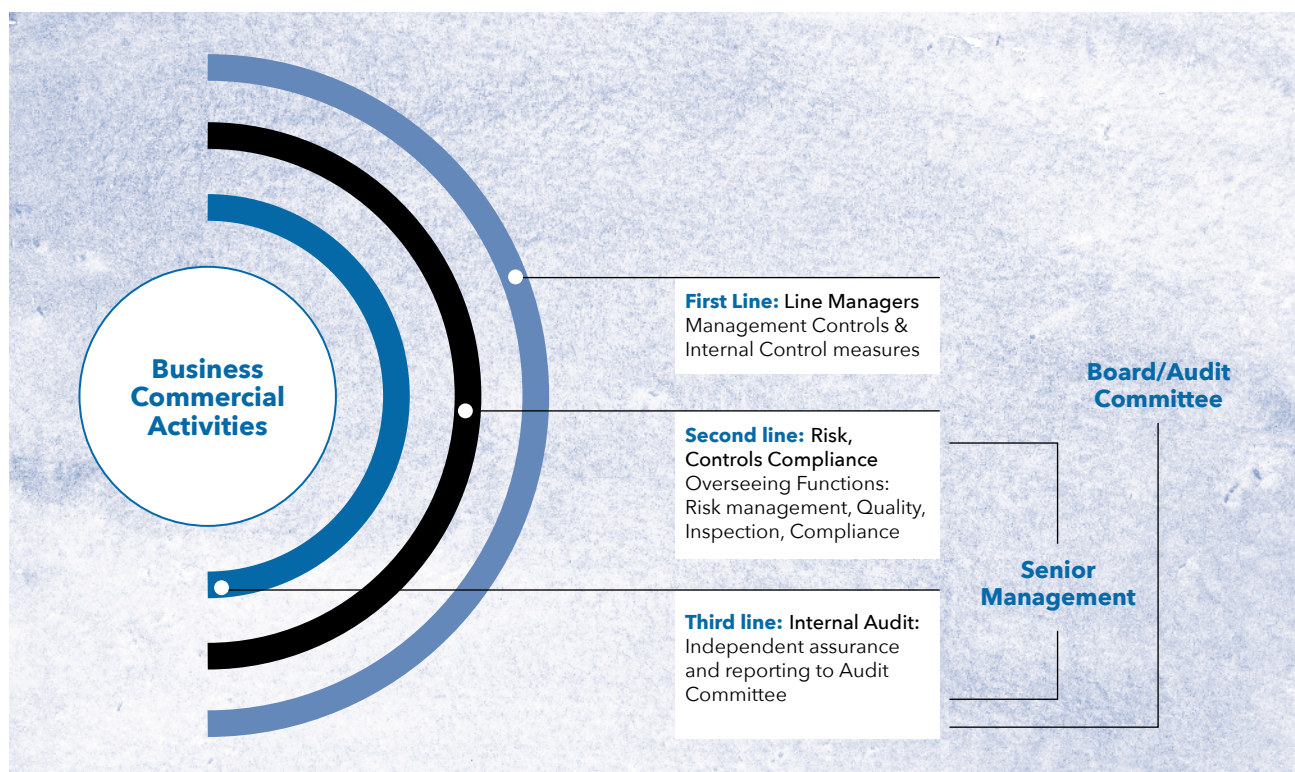 Business
Commercial
Activities
First Line: Line Managers
Management Controls &
Internal Control measures
Second line: Risk,
Controls Compliance
Overseeing Functions:
Risk management, Quality,
Inspection, Compliance
Third line: Internal Audit:
Independent assurance
and reporting to Audit
Committee
Board/Audit
Committee
Senior
Management